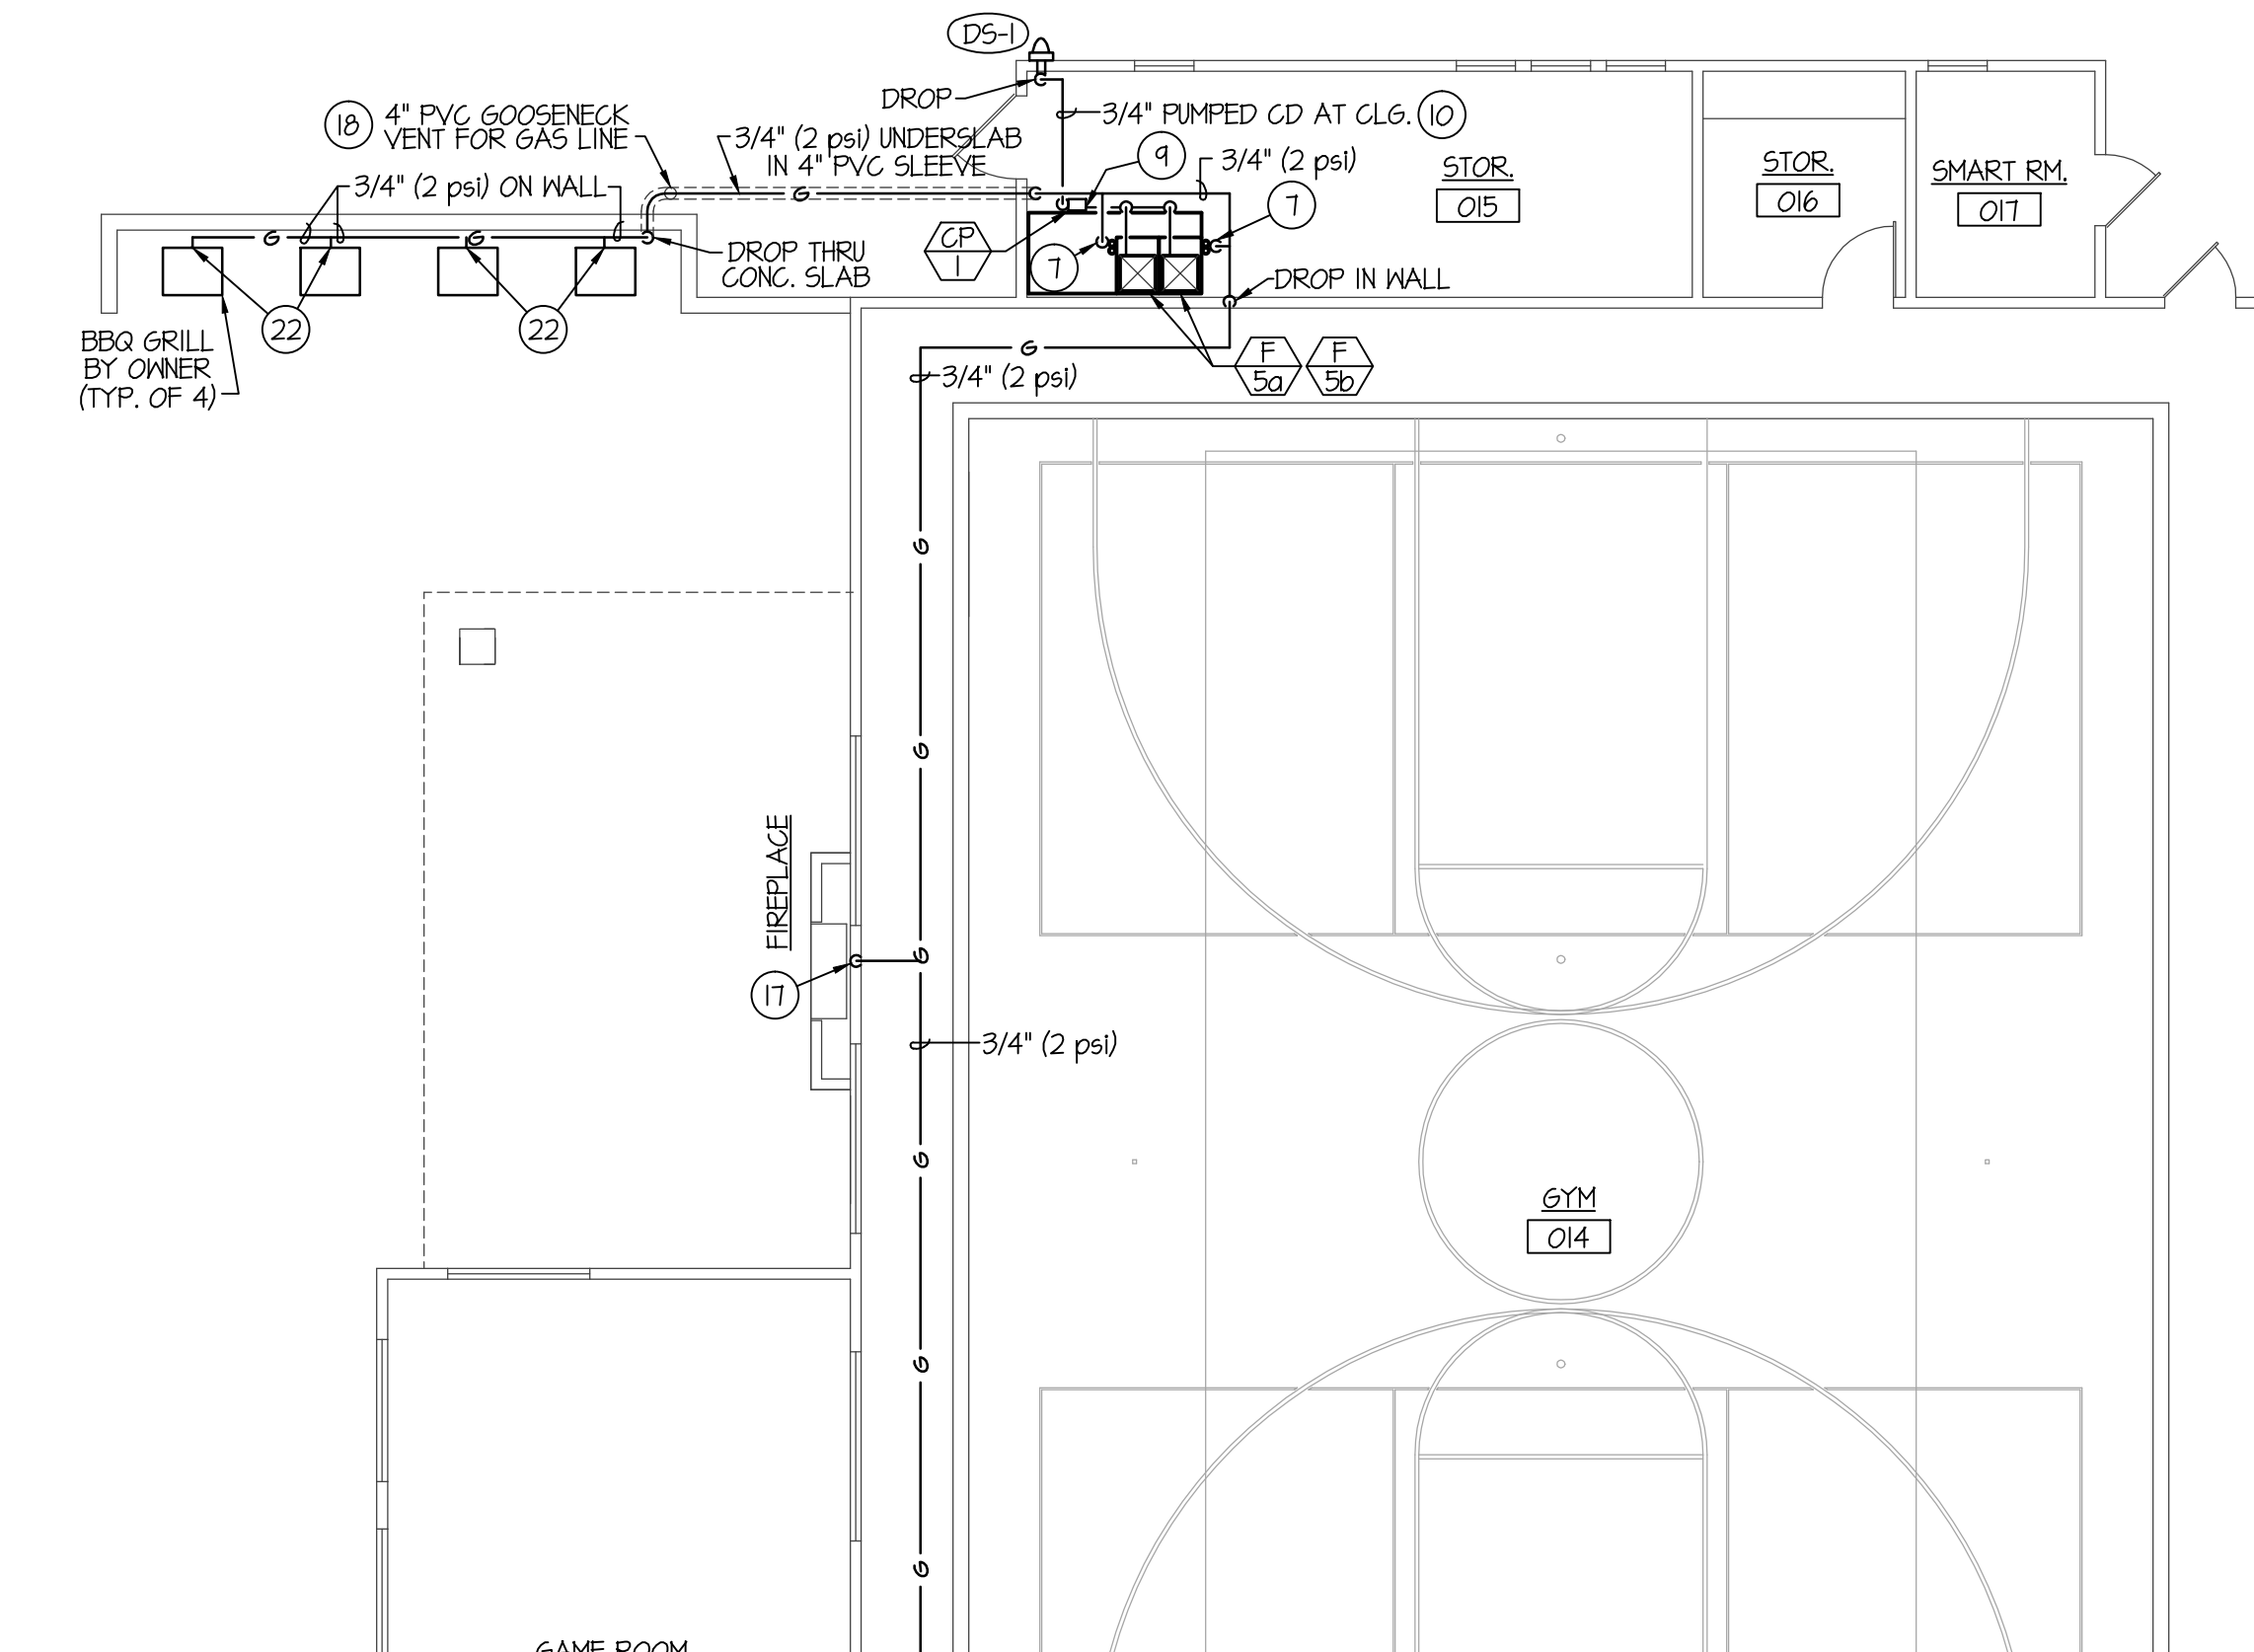 DS-1
DROP
18
4" PVC GOOSENECK
VENT FOR GAS LINE
3/4" (2 psi) UNDERSLAB
IN 4" PVC SLEEVE
3/4" PUMPED CD AT CLG.
10
9
3/4" (2 psi)
7
STOR.
015
STOR.
016
SMART RM.
017
3/4" (2 psi) ON WALL
G
G
G
DROP THRU
CONC. SLAB
CP
1
7
DROP IN WALL
22
22
BBQ GRILL
BY OWNER
(TYP. OF 4)
G
3/4" (2 psi)
F
5a
F
5b
G
G
FIREPLACE
G
17
3/4" (2 psi)
G
GYM
014
G
G
GAME ROOM